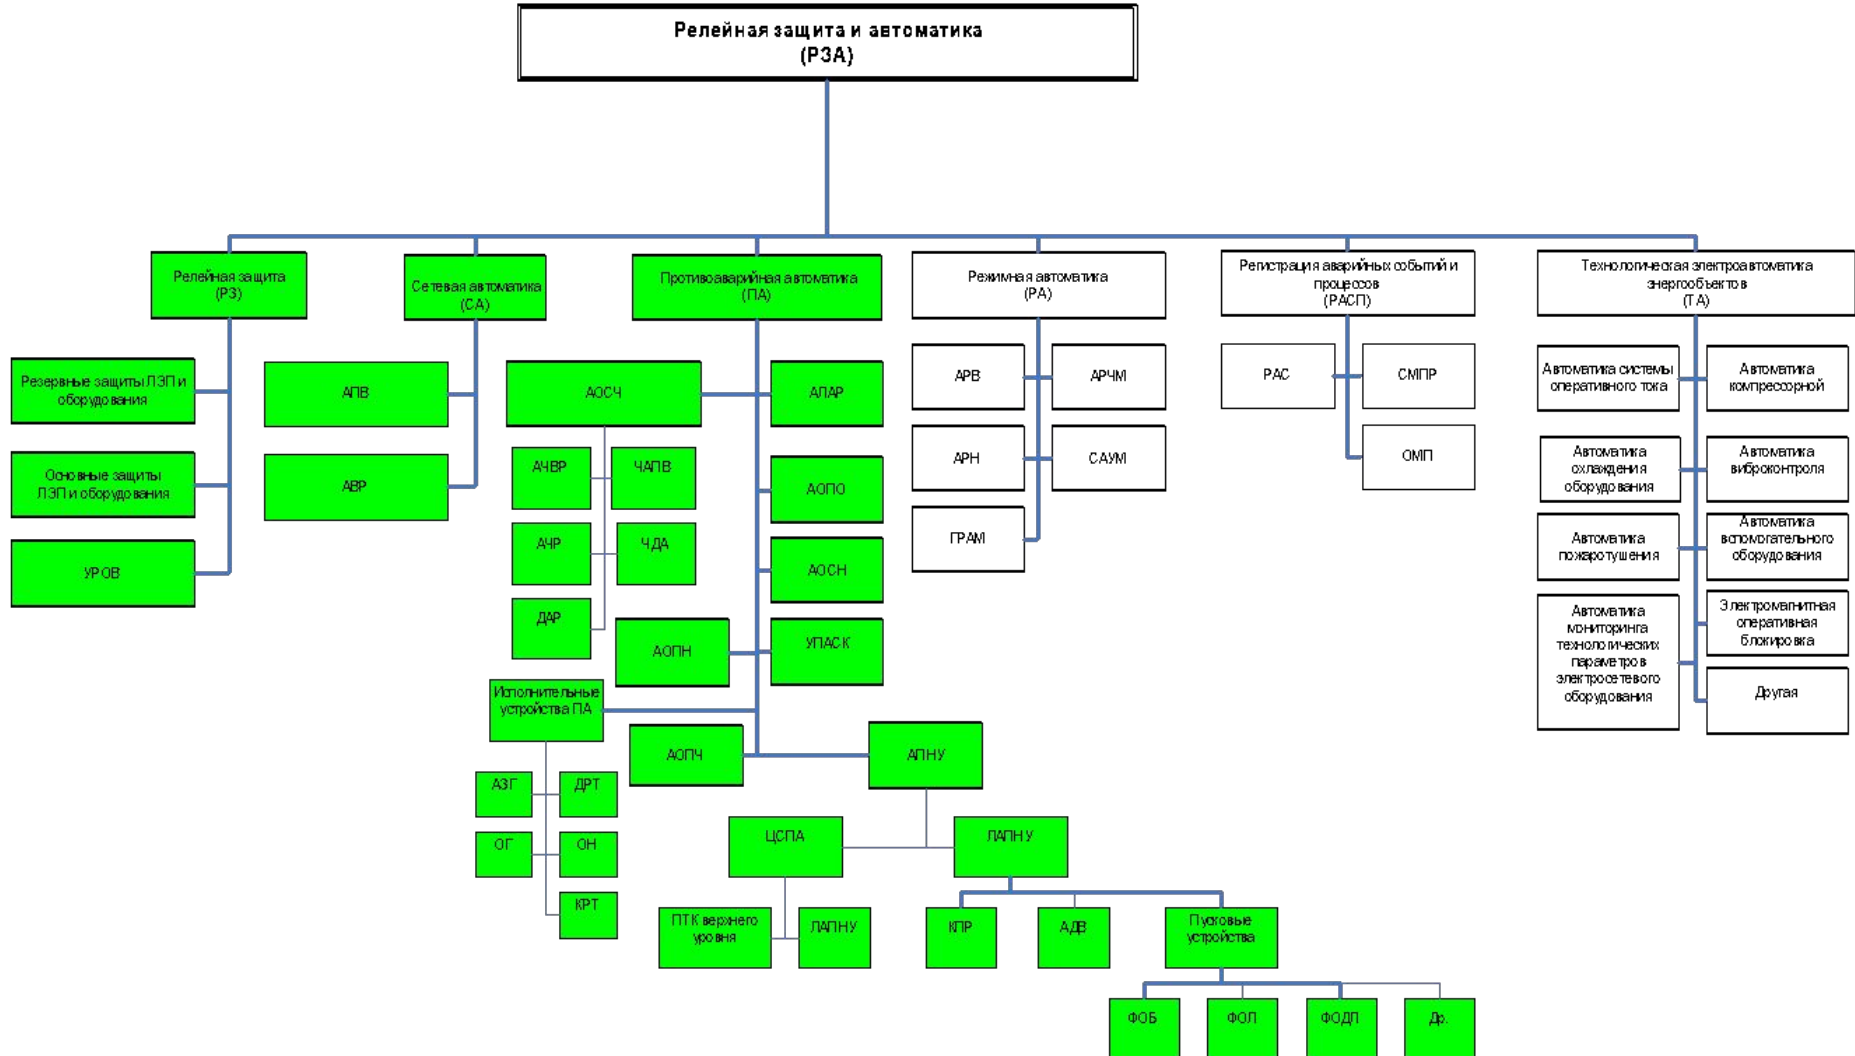 Релейная защита и автоматика
(РЗА)
Релейная защита
(РЗ)
Сетевая автоматика
(СА)
Противоаварийная автоматика
(ПА)
Режимная автоматика
(РА)
Регистрация аварийных событий и
процессов
(РАСП)
Технологическая электроавтоматика
энергообъектов
(ТА)
Резервные защиты ЛЭП и
оборудования
Основные защиты
ЛЭП и оборудования
УРОВ
АПВ
АВР
АОСЧ
АЛАР
АЧВР
ЧАПВ
АОПО
АЧР
ЧДА
АОСН
ДАР
АОПН
УПАСК
Исполнительные
устройства ПА
АОПЧ
АПНУ
АЗГ
ДРТ
ОГ
ОН
КРТ
ЦСПА
ЛАПНУ
ПТК верхнего
уровня
ЛАПНУ
КПР
АДВ
Пусковые
устройства
ФОБ
ФОЛ
ФОДЛ
Др.
АРВ
АРЧМ
АРН
САУМ
ГРАМ
РАС
СМПР
ОМП
Автоматика системы
оперативного тока
Автоматика
компрессорной
Автоматика
охлаждения
оборудования
Автоматика
виброконтроля
Автоматика
пожаротушения
Автоматика
вспомогательного
оборудования
Автоматика
мониторинга
технологических
параметров
электросетевого
оборудования
Электромагнитная
оперативная
блокировка
Другая